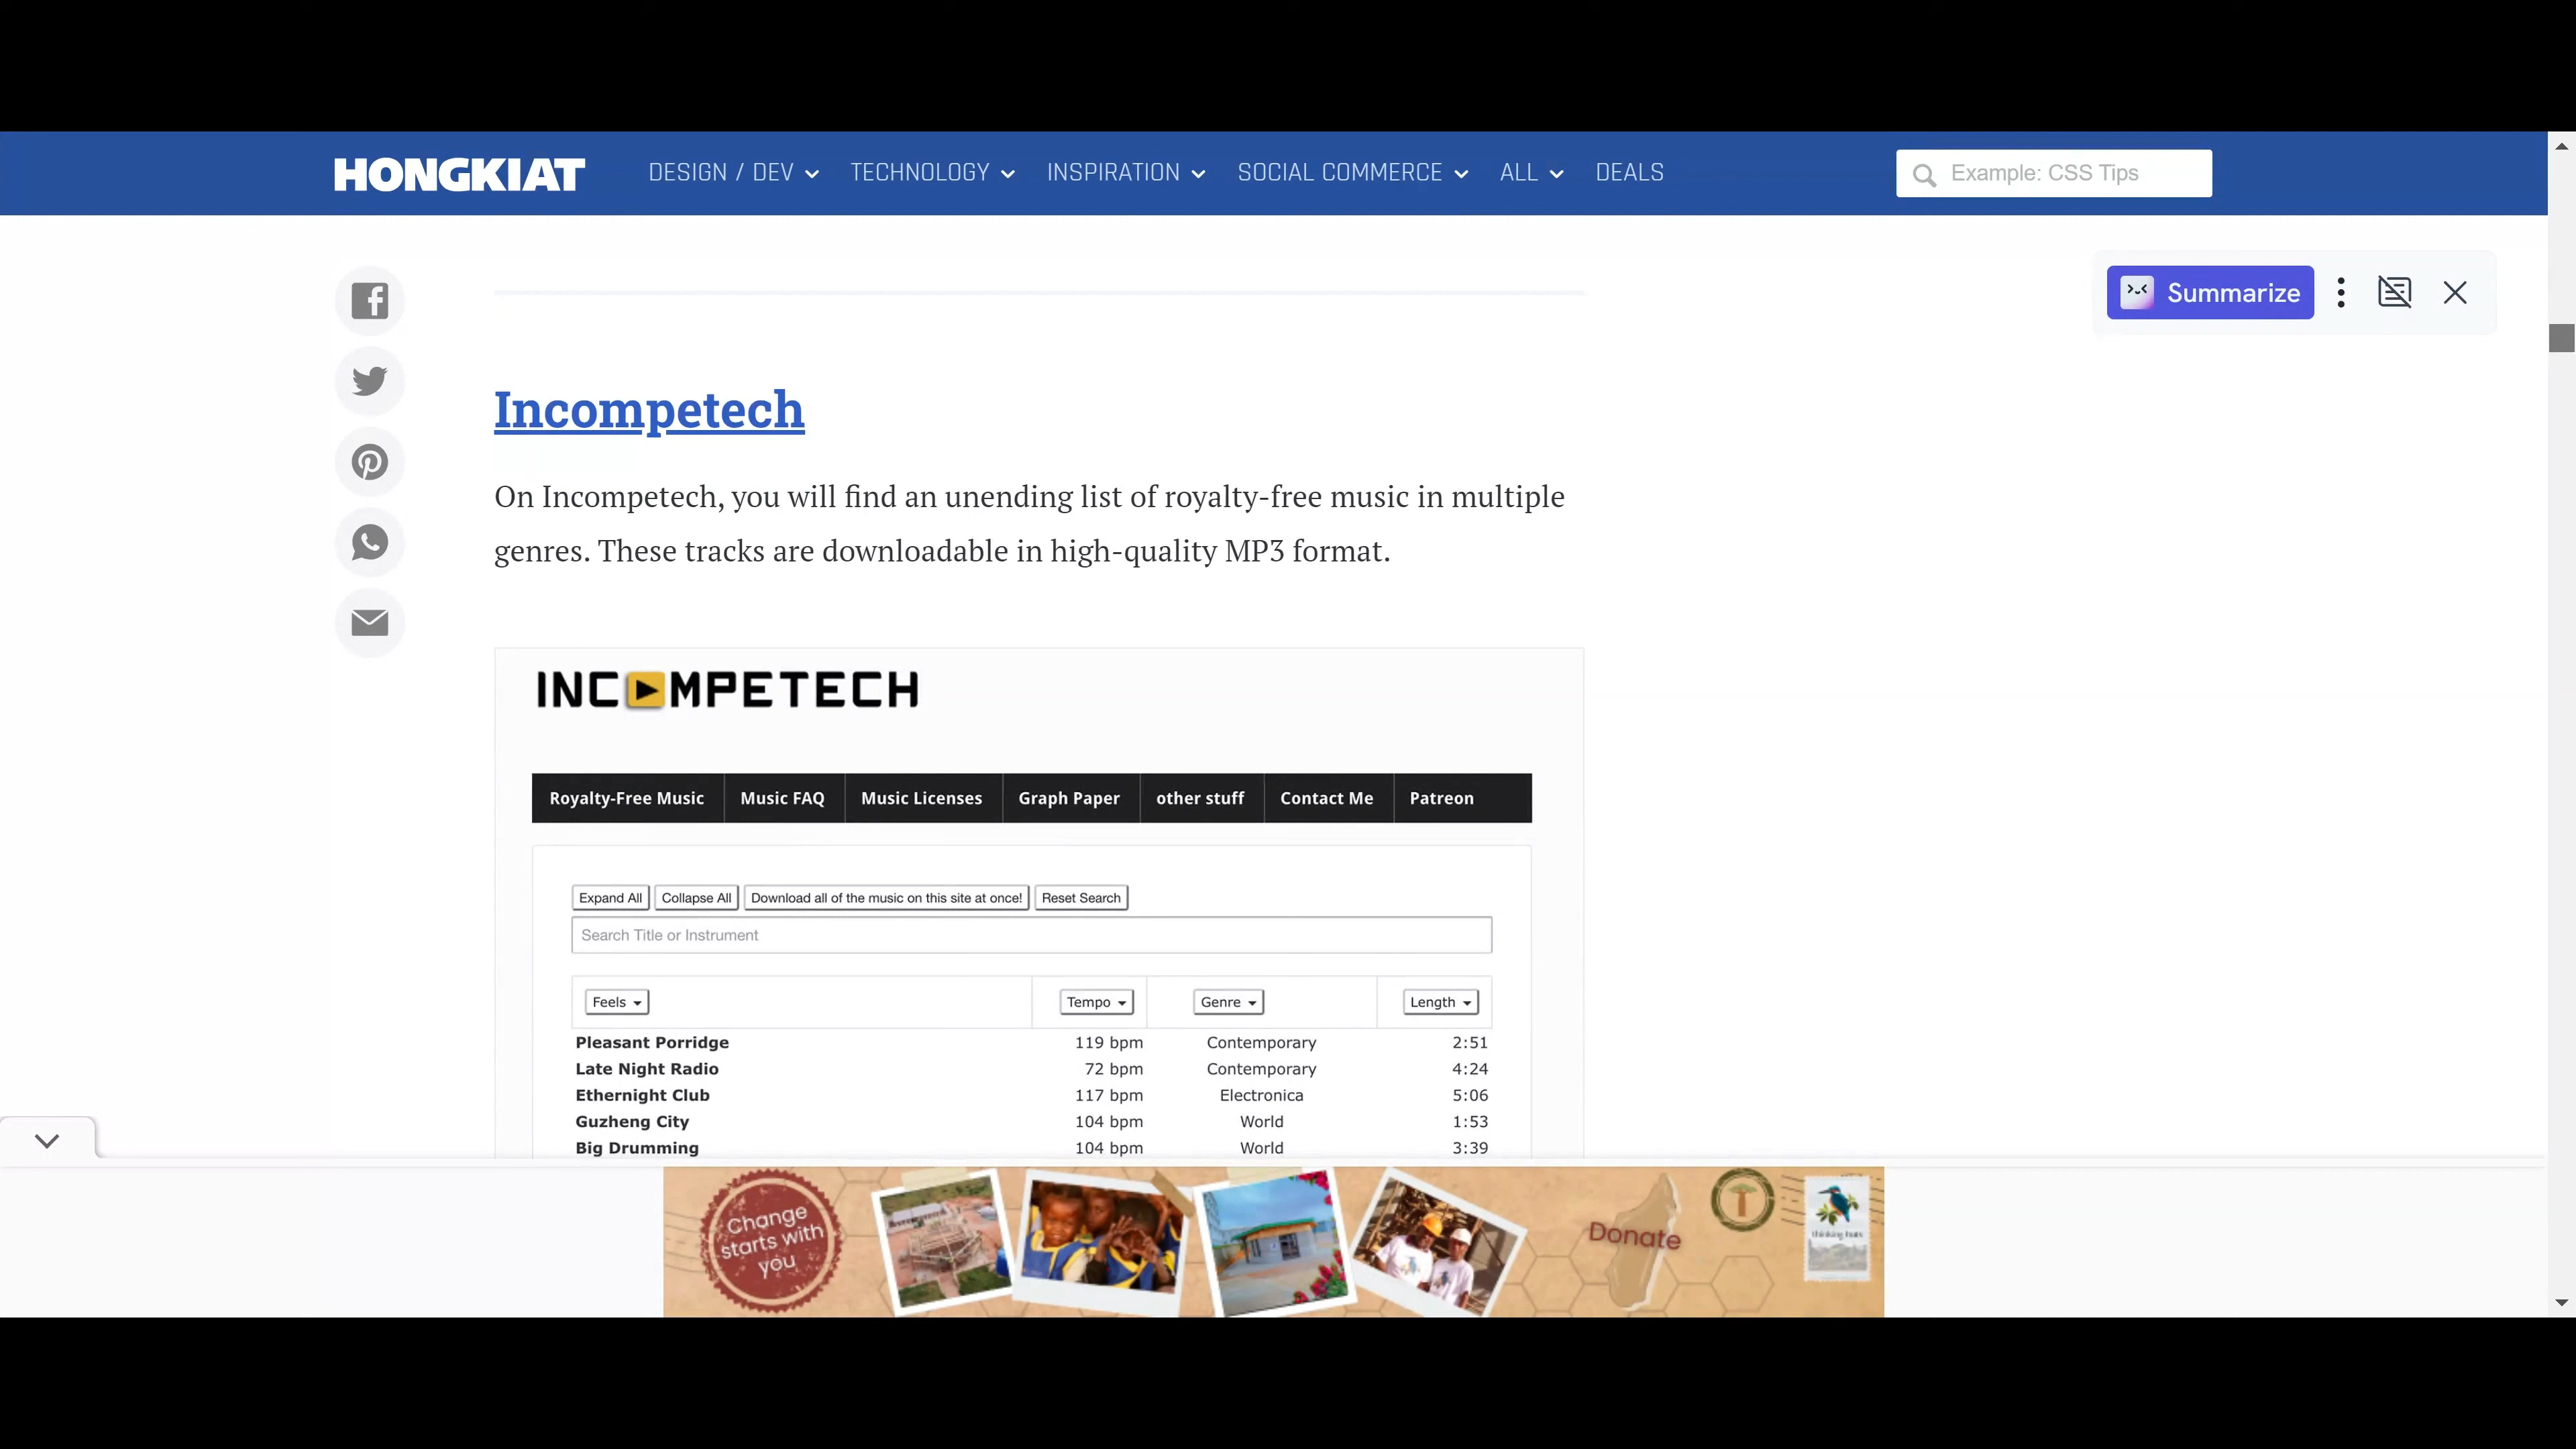 HONGKIAT DESIGN / DEV TECHNOLOGY INSPIRATION SOCIAL COMMERCE ALL DEALS Example: CSS Tips
Summarize
Incompetech
On Incompetech, you will find an unending list of royalty-free music in multiple
genres. These tracks are downloadable in high-quality MP3 format.
INCOMPETECH
Royalty-Free Music Music FAQ Music Licenses Graph Paper other stuff Contact Me Patreon
Expand All Collapse All Download all of the music on this site at once! Reset Search
Search Title or Instrument
Feels Tempo Genre Length
Pleasant Porridge 119 bpm Contemporary 2:51
Late Night Radio 72 bpm Contemporary 4:24
Ethernight Club 117 bpm Electronica 5:06
Guzheng City 104 bpm World 1:53
Big Drumming 104 bpm World 3:39
Change
starts with
you
Donate
thinking huts